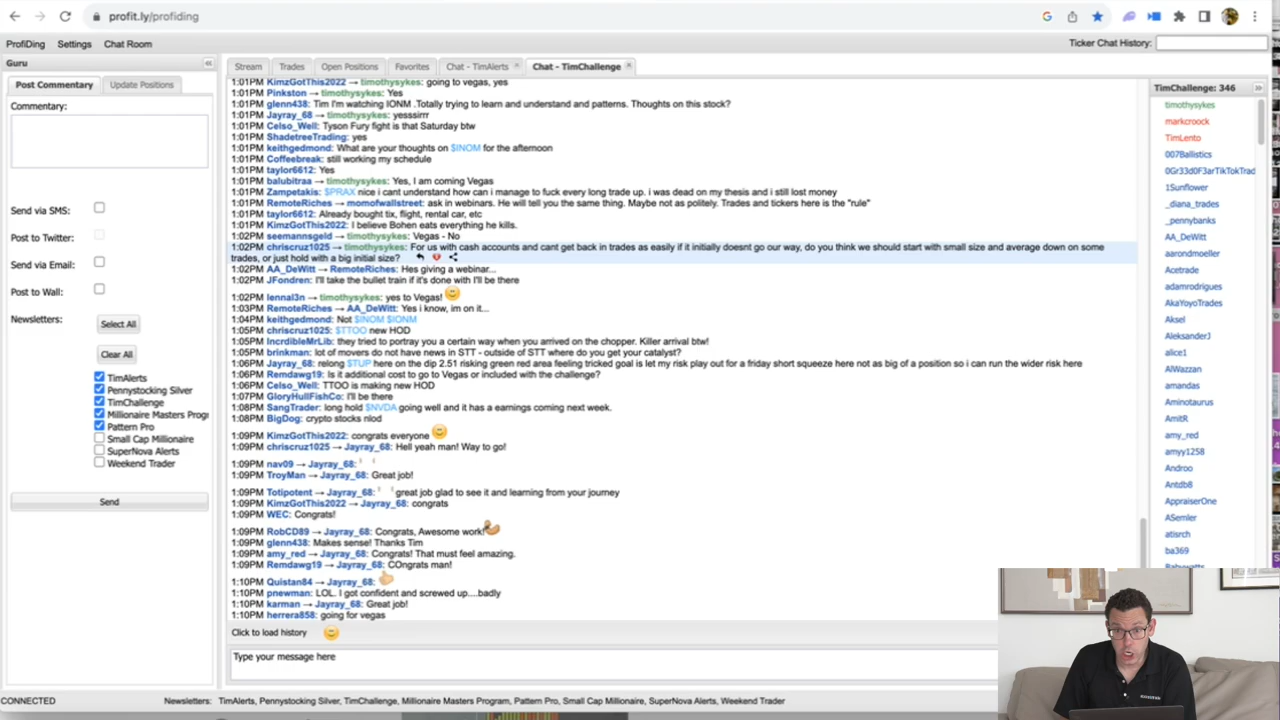 profit.ly/profiding
ProfiDing Settings Chat Room
Ticker Chat History:
Guru
Post Commentary Update Positions
Commentary:
Send via SMS:
Post to Twitter:
Send via Email:
Post to Wall:
Newsletters: Select All
Clear All
TimAlerts
Pennystocking Silver
TimChallenge
Millionaire Masters Progr
Pattern Pro
Small Cap Millionaire
SuperNova Alerts
Weekend Trader
Send
Stream Trades Open Positions Favorites Chat - TimAlerts Chat - TimChallenge
1:01PM KimzGotThis2022 → timothysykes: going to vegas, yes
1:01PM Pinkston → timothysykes: Yes
1:01PM glenn438: Tim I'm watching IONM .Totally trying to learn and understand and patterns. Thoughts on this stock?
1:01PM Jayray_68: yesssirrr
1:01PM Celso_Well: Tyson Fury fight is that Saturday btw
1:01PM ShadetreeTrading: yes
1:01PM keithgedmond: What are your thoughts on $INOM for the afternoon
1:01PM Coffeebreak: still working my schedule
1:01PM taylor6612: Yes
1:01PM balubitraa → timothysykes: Yes, I am coming Vegas
1:01PM Zampetakis: $PRAX nice i cant understand how can i manage to fuck every long trade up. i was dead on my thesis and i still lost money
1:01PM RemoteRiches → momofwallstreet: ask in webinars. He will tell you the same thing. Maybe not as politely. Trades and tickers here is the "rule"
1:01PM taylor6612: Already bought tix, flight, rental car, etc
1:01PM KimzGotThis2022: I believe Bohen eats everything he kills.
1:02PM seemannsgeld → timothysykes: Vegas - No
1:02PM chriscruz1025 → timothysykes: For us with cash accounts and cant get back in trades as easily if it initially doesnt go our way, do you think we should start with small size and average down on some
trades, or just hold with a big initial size?
1:02PM AA_DeWitt → RemoteRiches: Hes giving a webinar...
1:02PM JFondren: I'll take the bullet train if it's done with I'll be there
1:02PM lennal3n → timothysykes: yes to Vegas!
1:03PM RemoteRiches → AA_DeWitt: Yes i know, im on it...
1:04PM keithgedmond: Not $INOM $IONM
1:05PM chriscruz1025: $TTOO new HOD
1:05PM IncrdibleMrLib: they tried to portray you a certain way when you arrived on the chopper. Killer arrival btw!
1:05PM brinkman: lot of movers do not have news in STT - outside of STT where do you get your catalyst?
1:06PM Jayray_68: relong $TUP here on the dip 2.51 risking green red area feeling tricked goal is let my risk play out for a friday short squeeze here not as big of a position so i can run the wider risk here
1:06PM Remdawg19: Is it additional cost to go to Vegas or included with the challenge?
1:06PM Celso_Well: TTOO is making new HOD
1:07PM GloryHullFishCo: I'll be there
1:08PM SangTrader: long hold $NVDA going well and it has a earnings coming next week.
1:08PM BigDog: crypto stocks nlod
1:09PM KimzGotThis2022: congrats everyone
1:09PM chriscruz1025 → Jayray_68: Hell yeah man! Way to go!
1:09PM nav09 → Jayray_68:
1:09PM TroyMan → Jayray_68: Great job!
1:09PM Totipotent → Jayray_68: great job glad to see it and learning from your journey
1:09PM KimzGotThis2022 → Jayray_68: congrats
1:09PM WEC: Congrats!
1:09PM RobCD89 → Jayray_68: Congrats, Awesome work!
1:09PM glenn438: Makes sense! Thanks Tim
1:09PM amy_red → Jayray_68: Congrats! That must feel amazing.
1:09PM Remdawg19 → Jayray_68: COngrats man!
1:10PM Quistan84 → Jayray_68:
1:10PM pnewman: LOL. I got confident and screwed up....badly
1:10PM karman → Jayray_68: Great job!
1:10PM herrera858: going for vegas
Click to load history
Type your message here
TimChallenge: 346
timothysykes
markcroock
TimLento
007Ballistics
0Gr33d0F3arTikTokTrad
1Sunflower
_diana_trades
_pennybanks
AA_DeWitt
aarondmoeller
Acetrade
adamrodrigues
AkaYoyoTrades
Aksel
AleksanderJ
alice1
AlWazzan
amandas
Aminotaurus
AmitR
amy_red
amyy1258
Androo
Antdb8
AppraiserOne
ASemler
atisrch
ba369
CONNECTED Newsletters: TimAlerts, Pennystocking Silver, TimChallenge, Millionaire Masters Program, Pattern Pro, Small Cap Millionaire, SuperNova Alerts, Weekend Trader